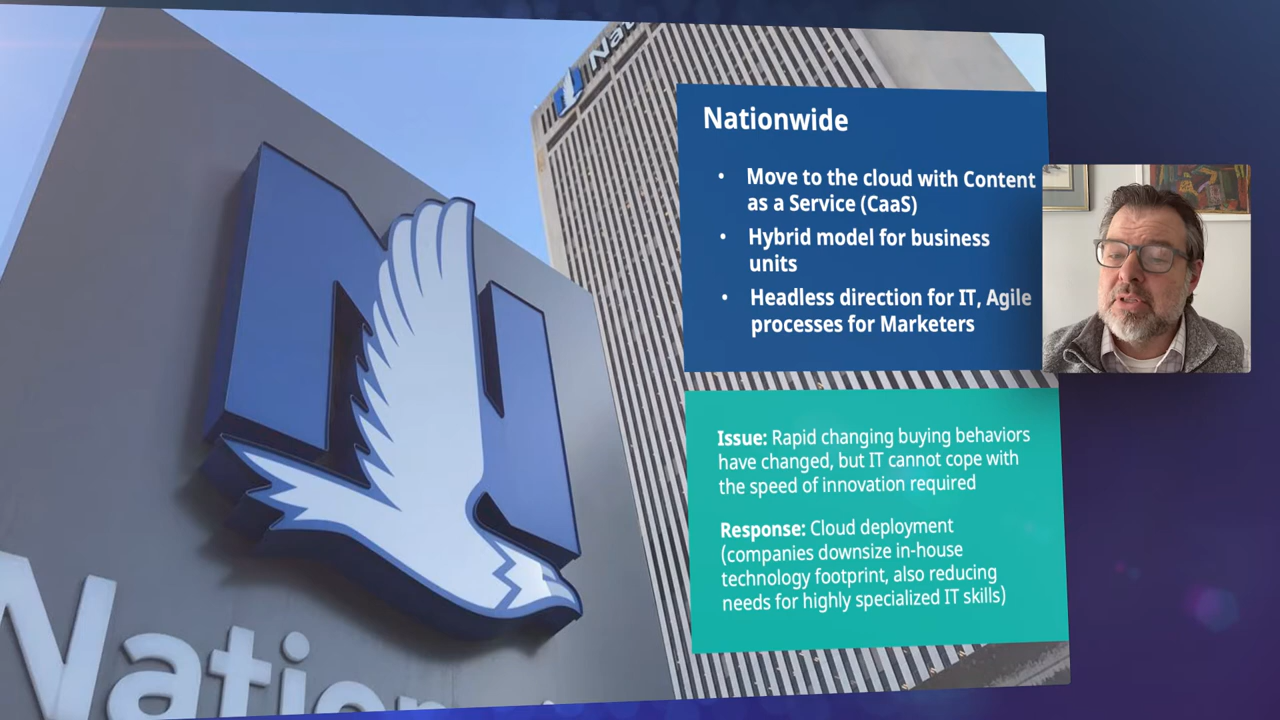 Nationwide
• Move to the cloud with Content
as a Service (CaaS)
• Hybrid model for business
units
• Headless direction for IT, Agile
processes for Marketers
Issue: Rapid changing buying behaviors
have changed, but IT cannot cope with
the speed of innovation required
Response: Cloud deployment
(companies downsize in-house
technology footprint, also reducing
needs for highly specialized IT skills)